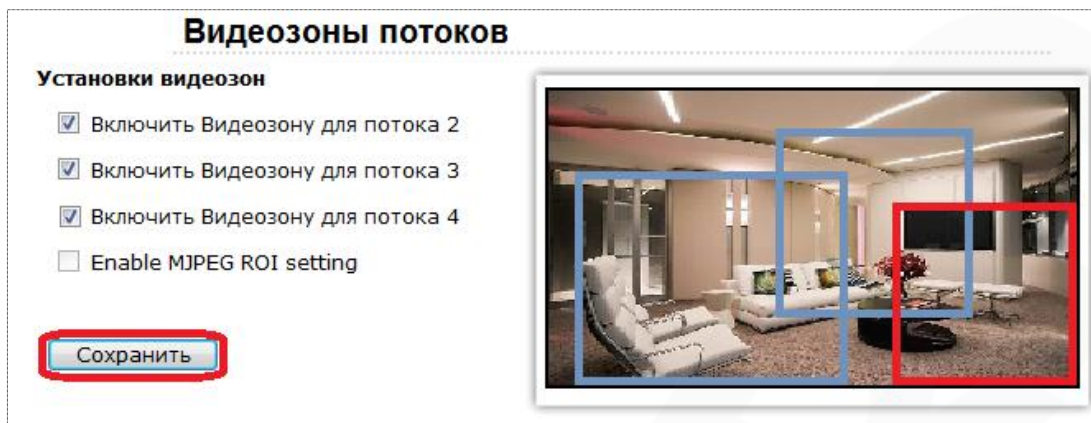 Видеозоны потоков
Установки видеозон
Включить Видеозону для потока 2
Включить Видеозону для потока 3
Включить Видеозону для потока 4
Enable MJPEG ROI setting
Сохранить